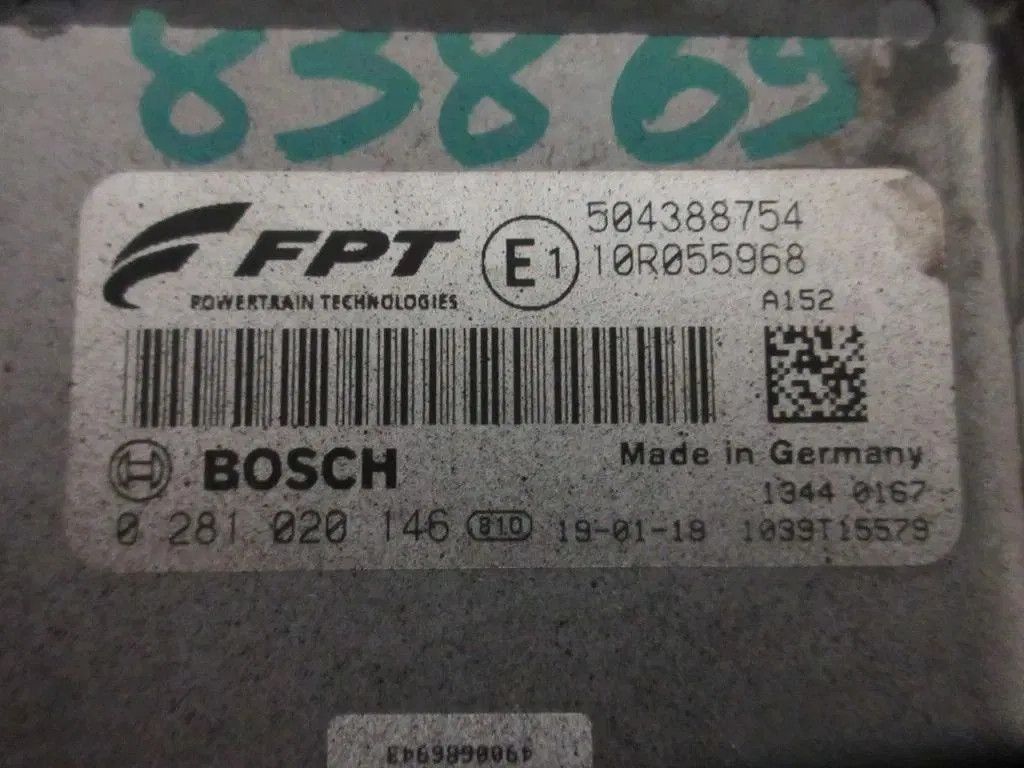 83869
FPT
POWERTRAIN TECHNOLOGIES
E1
504388754
10R055968
A152
BOSCH
Made in Germany
1344 0167
0 281 020 146 810 19-01-18 1039T15579